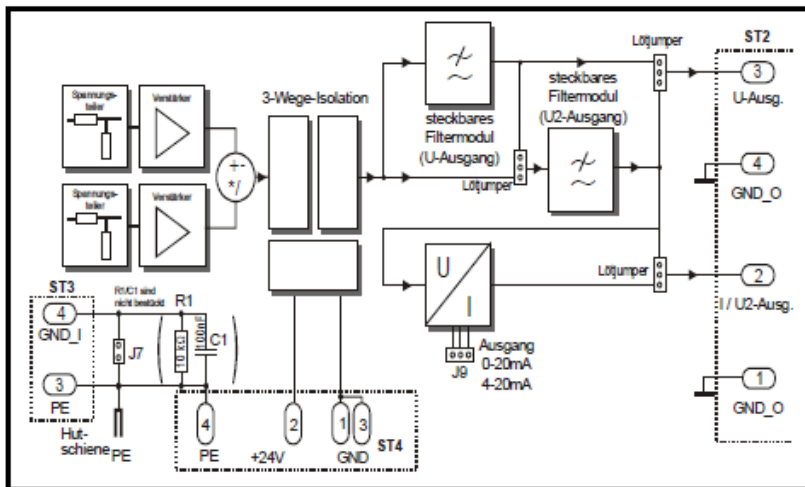 Spannungs-
teiler
Verstärker
Spannungs-
teiler
Verstärker
+-
*/
3-Wege-Isolation
steckbares
Filtermodul
(U-Ausgang)
Lötjumper
steckbares
Filtermodul
(U2-Ausgang)
Lötjumper
ST2
3
U-Ausg.
4
GND_O
Lötjumper
2
I / U2-Ausg.
1
GND_O
U
I
J9
Ausgang
0-20mA
4-20mA
ST3
4
GND_I
3
PE
Hut-
schiene
PE
R1/C1 sind
nicht bestückt
J7
R1
10 kΩ
100nF
C1
4
PE
2
+24V
1
3
GND
ST4